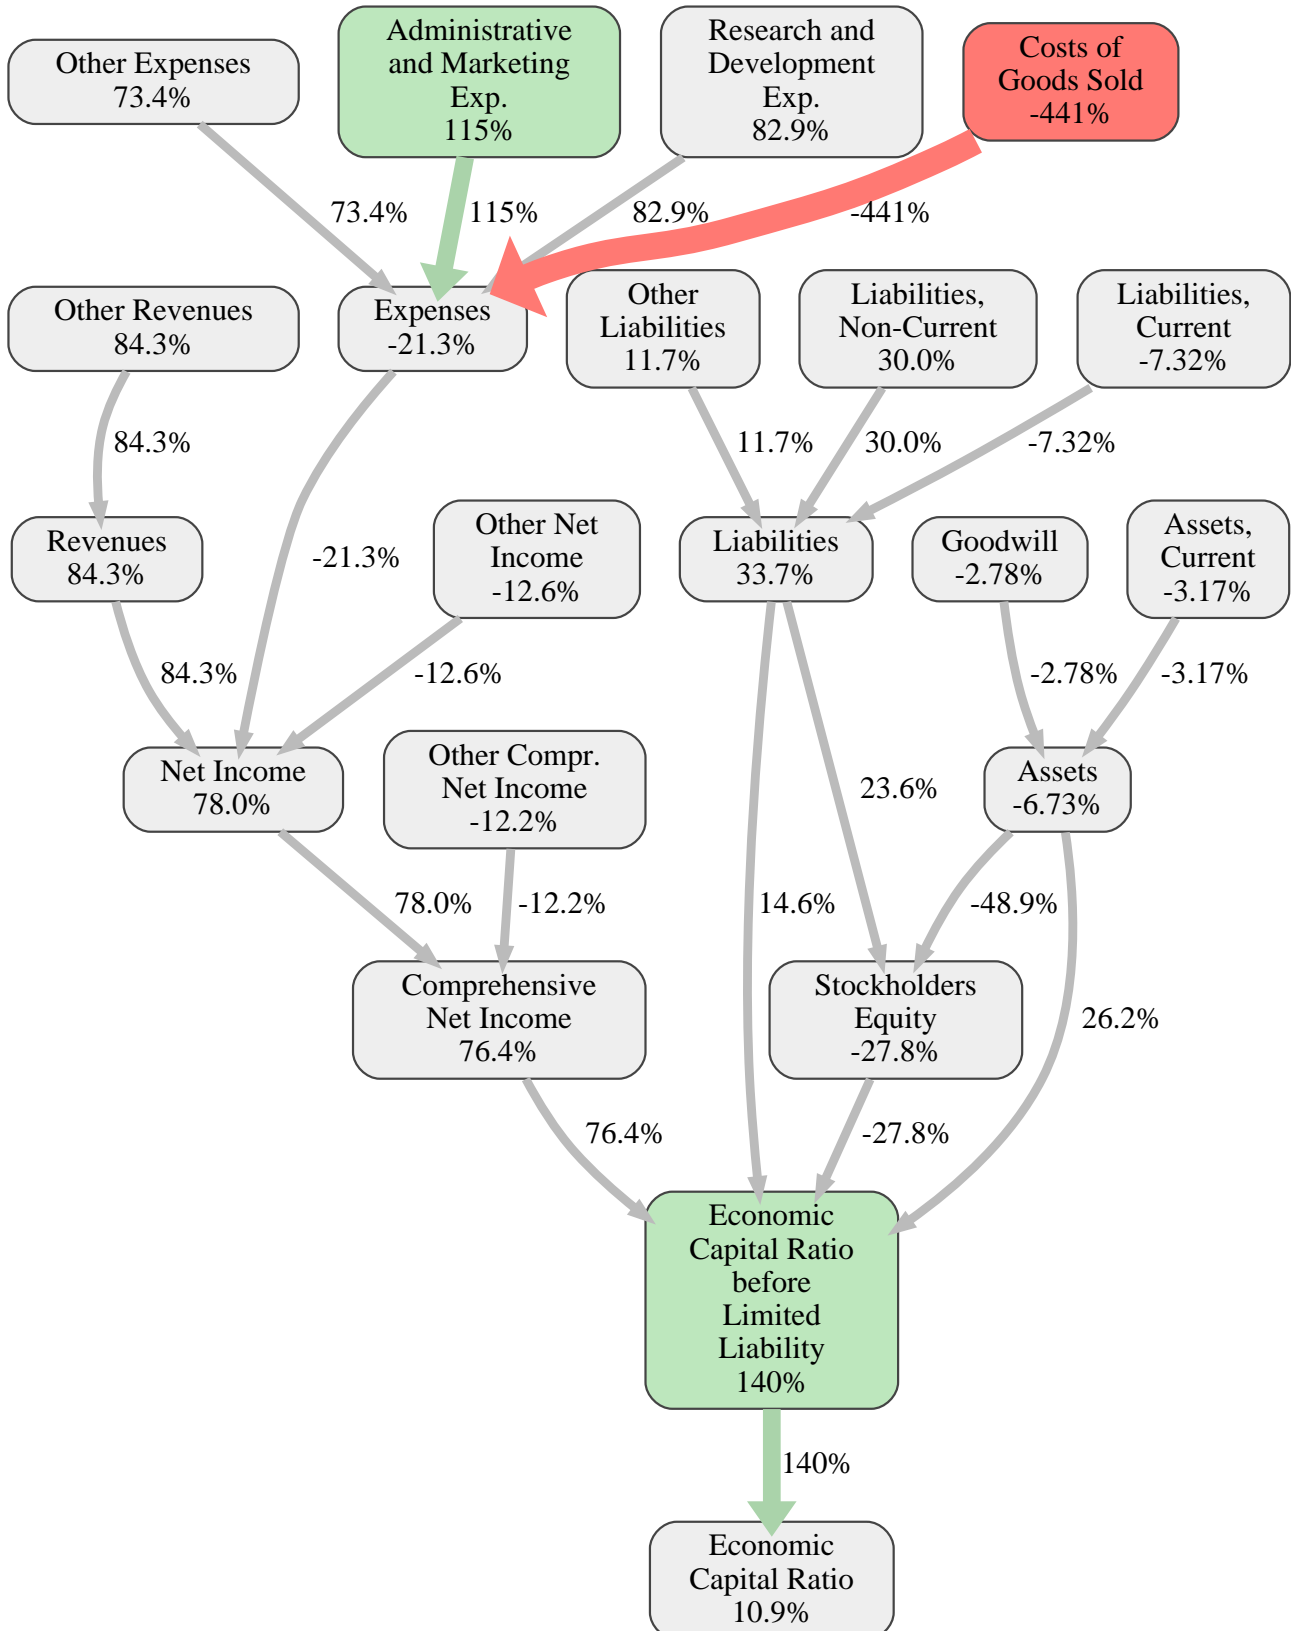 Other Expenses
73.4%
Administrative
and Marketing
Exp.
115%
Research and
Development
Exp.
82.9%
Costs of
Goods Sold
-441%
73.4%
115%
82.9%
-441%
Other Revenues
84.3%
Expenses
-21.3%
Other
Liabilities
11.7%
Liabilities,
Non-Current
30.0%
Liabilities,
Current
-7.32%
84.3%
11.7%
30.0%
-7.32%
Revenues
84.3%
-21.3%
Other Net
Income
-12.6%
Liabilities
33.7%
Goodwill
-2.78%
Assets,
Current
-3.17%
84.3%
-12.6%
-2.78%
-3.17%
Net Income
78.0%
Other Compr.
Net Income
-12.2%
23.6%
Assets
-6.73%
78.0%
-12.2%
14.6%
-48.9%
Comprehensive
Net Income
76.4%
Stockholders
Equity
-27.8%
26.2%
76.4%
-27.8%
Economic
Capital Ratio
before
Limited
Liability
140%
140%
Economic
Capital Ratio
10.9%